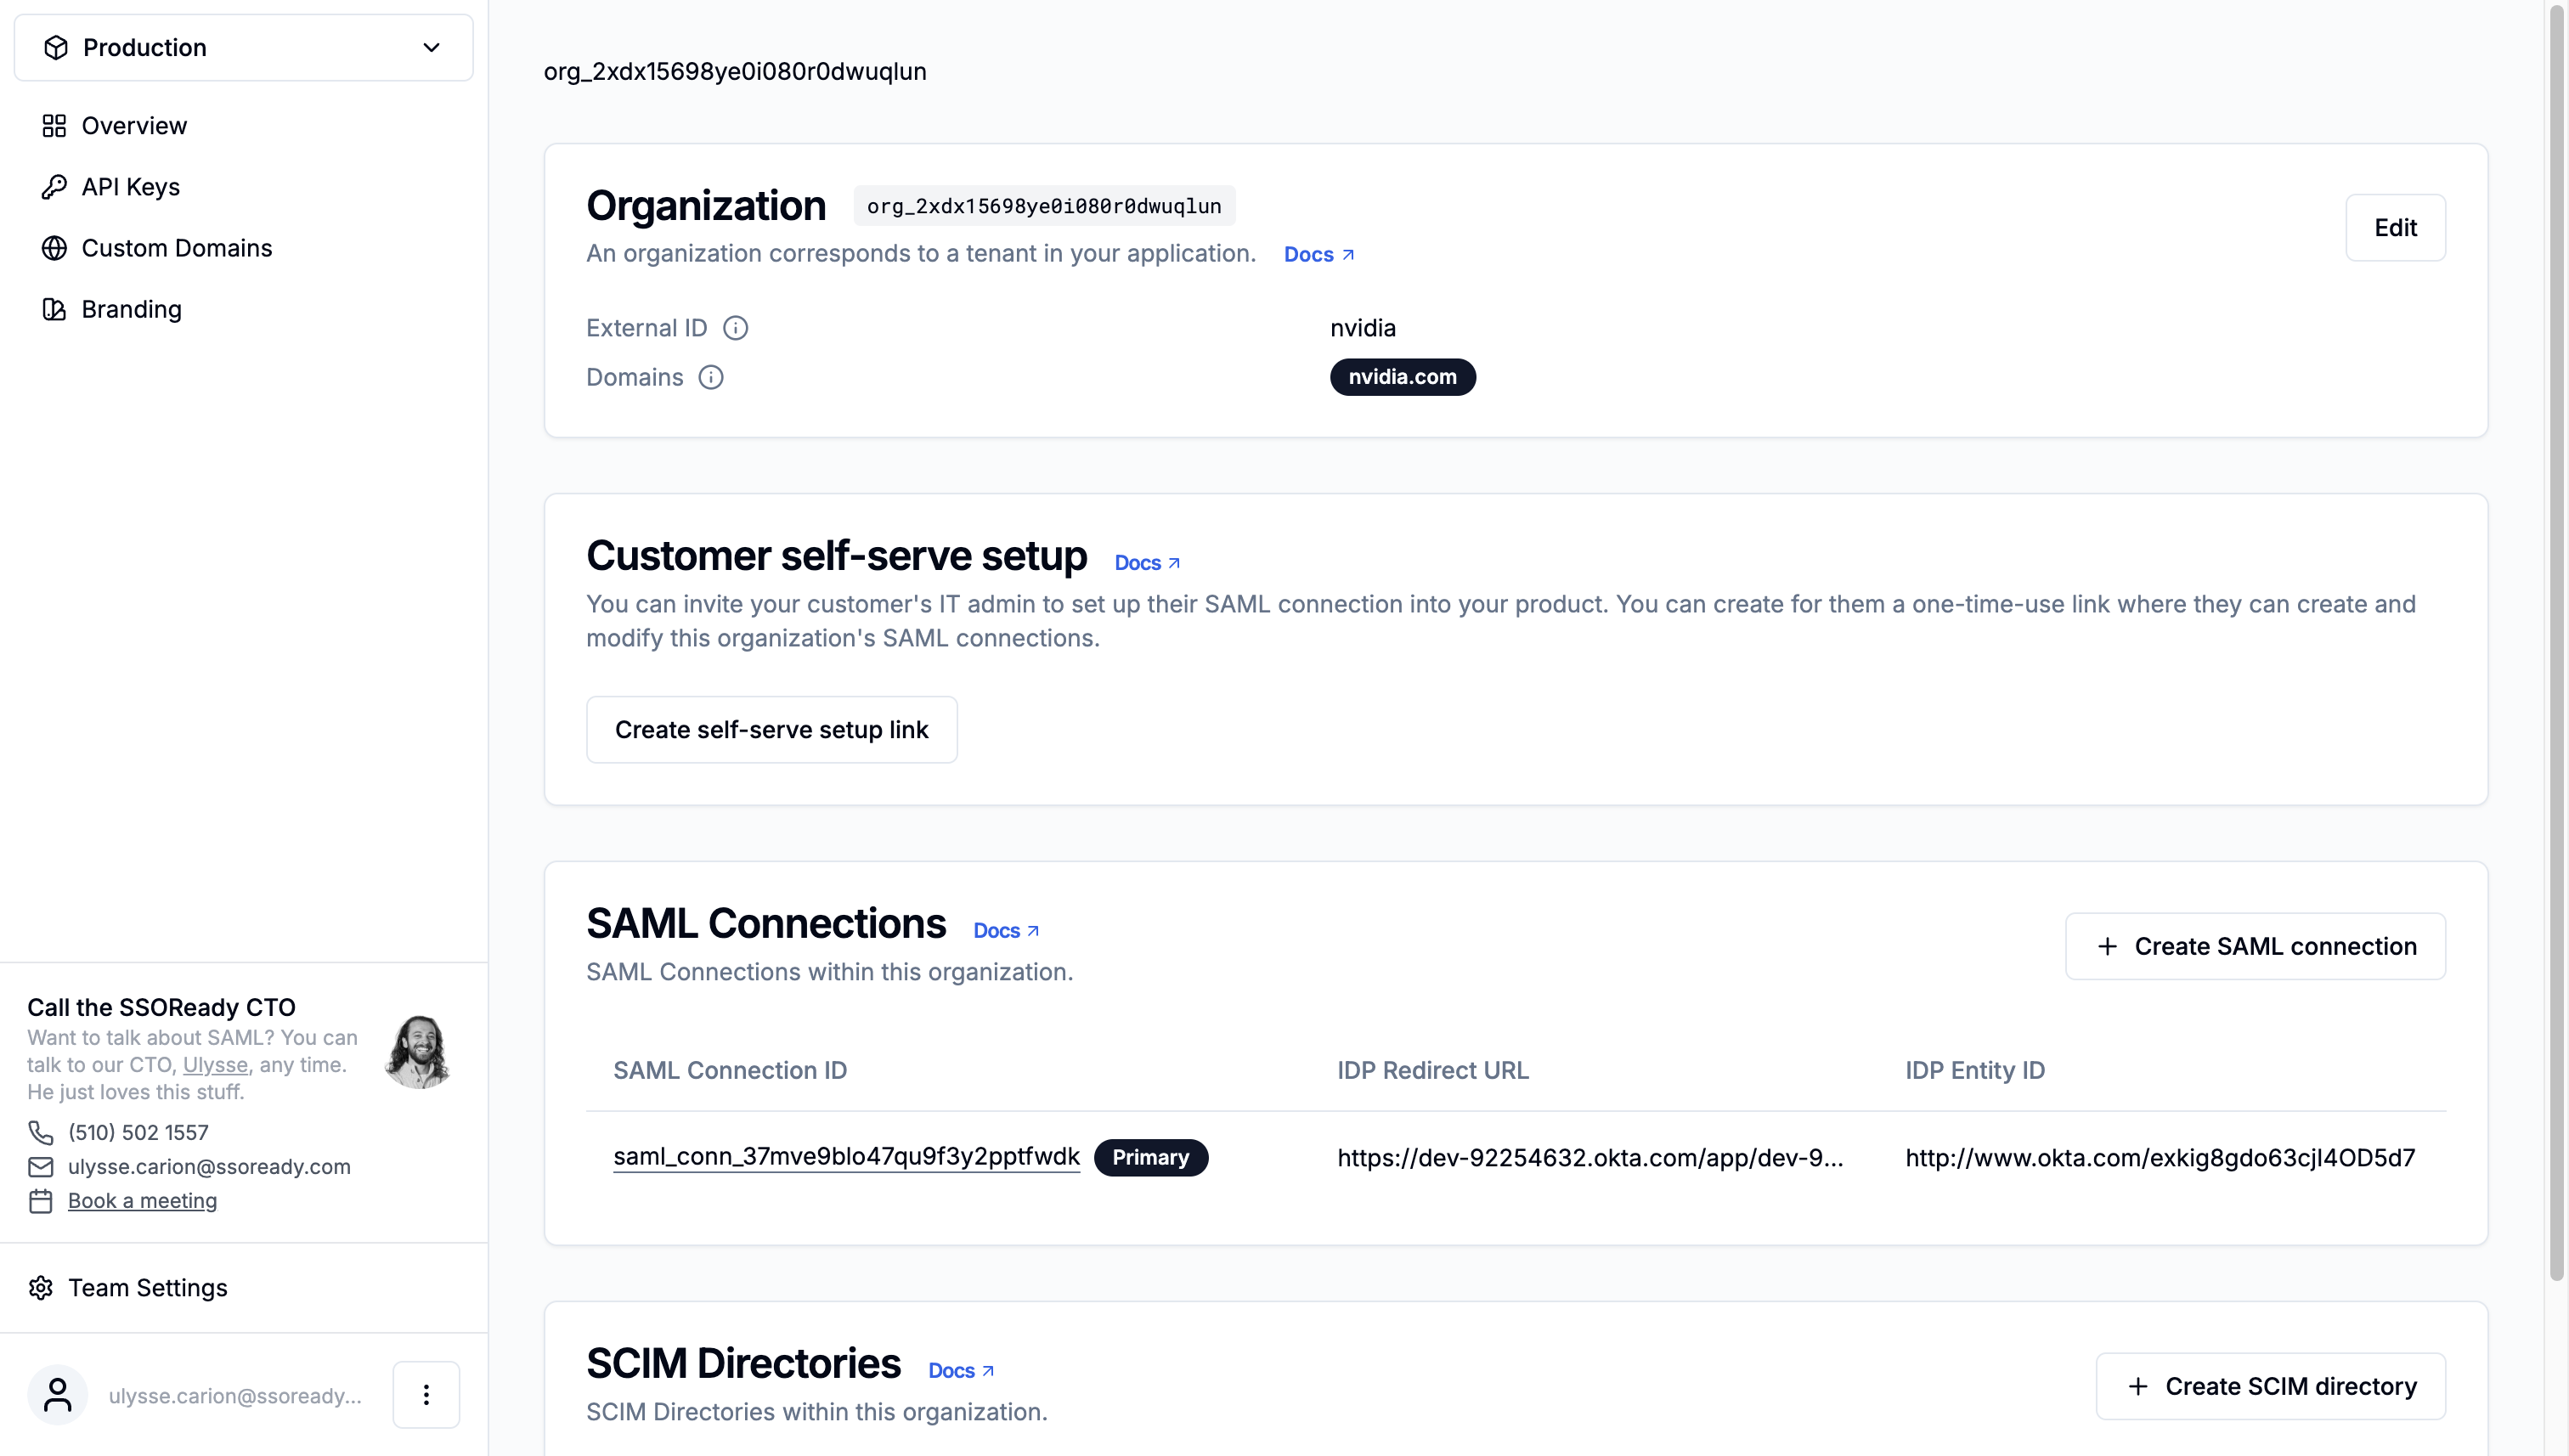 Production
Overview
API Keys
Custom Domains
Branding
Call the SSOReady CTO
Want to talk about SAML? You can
talk to our CTO, Ulysse, any time.
He just loves this stuff.
(510) 502 1557
ulysse.carion@ssoready.com
Book a meeting
Team Settings
ulysse.carion@ssoready...
org_2xdx15698ye0i080r0dwuqlun
Organization org_2xdx15698ye0i080r0dwuqlun
An organization corresponds to a tenant in your application. Docs
Edit
External ID nvidia
Domains nvidia.com
Customer self-serve setup Docs
You can invite your customer's IT admin to set up their SAML connection into your product. You can create for them a one-time-use link where they can create and
modify this organization's SAML connections.
Create self-serve setup link
SAML Connections Docs
SAML Connections within this organization.
Create SAML connection
SAML Connection ID IDP Redirect URL IDP Entity ID
saml_conn_37mve9blo47qu9f3y2pptfwdk Primary https://dev-92254632.okta.com/app/dev-9... http://www.okta.com/exkig8gdo63cjl4OD5d7
SCIM Directories Docs
SCIM Directories within this organization.
Create SCIM directory